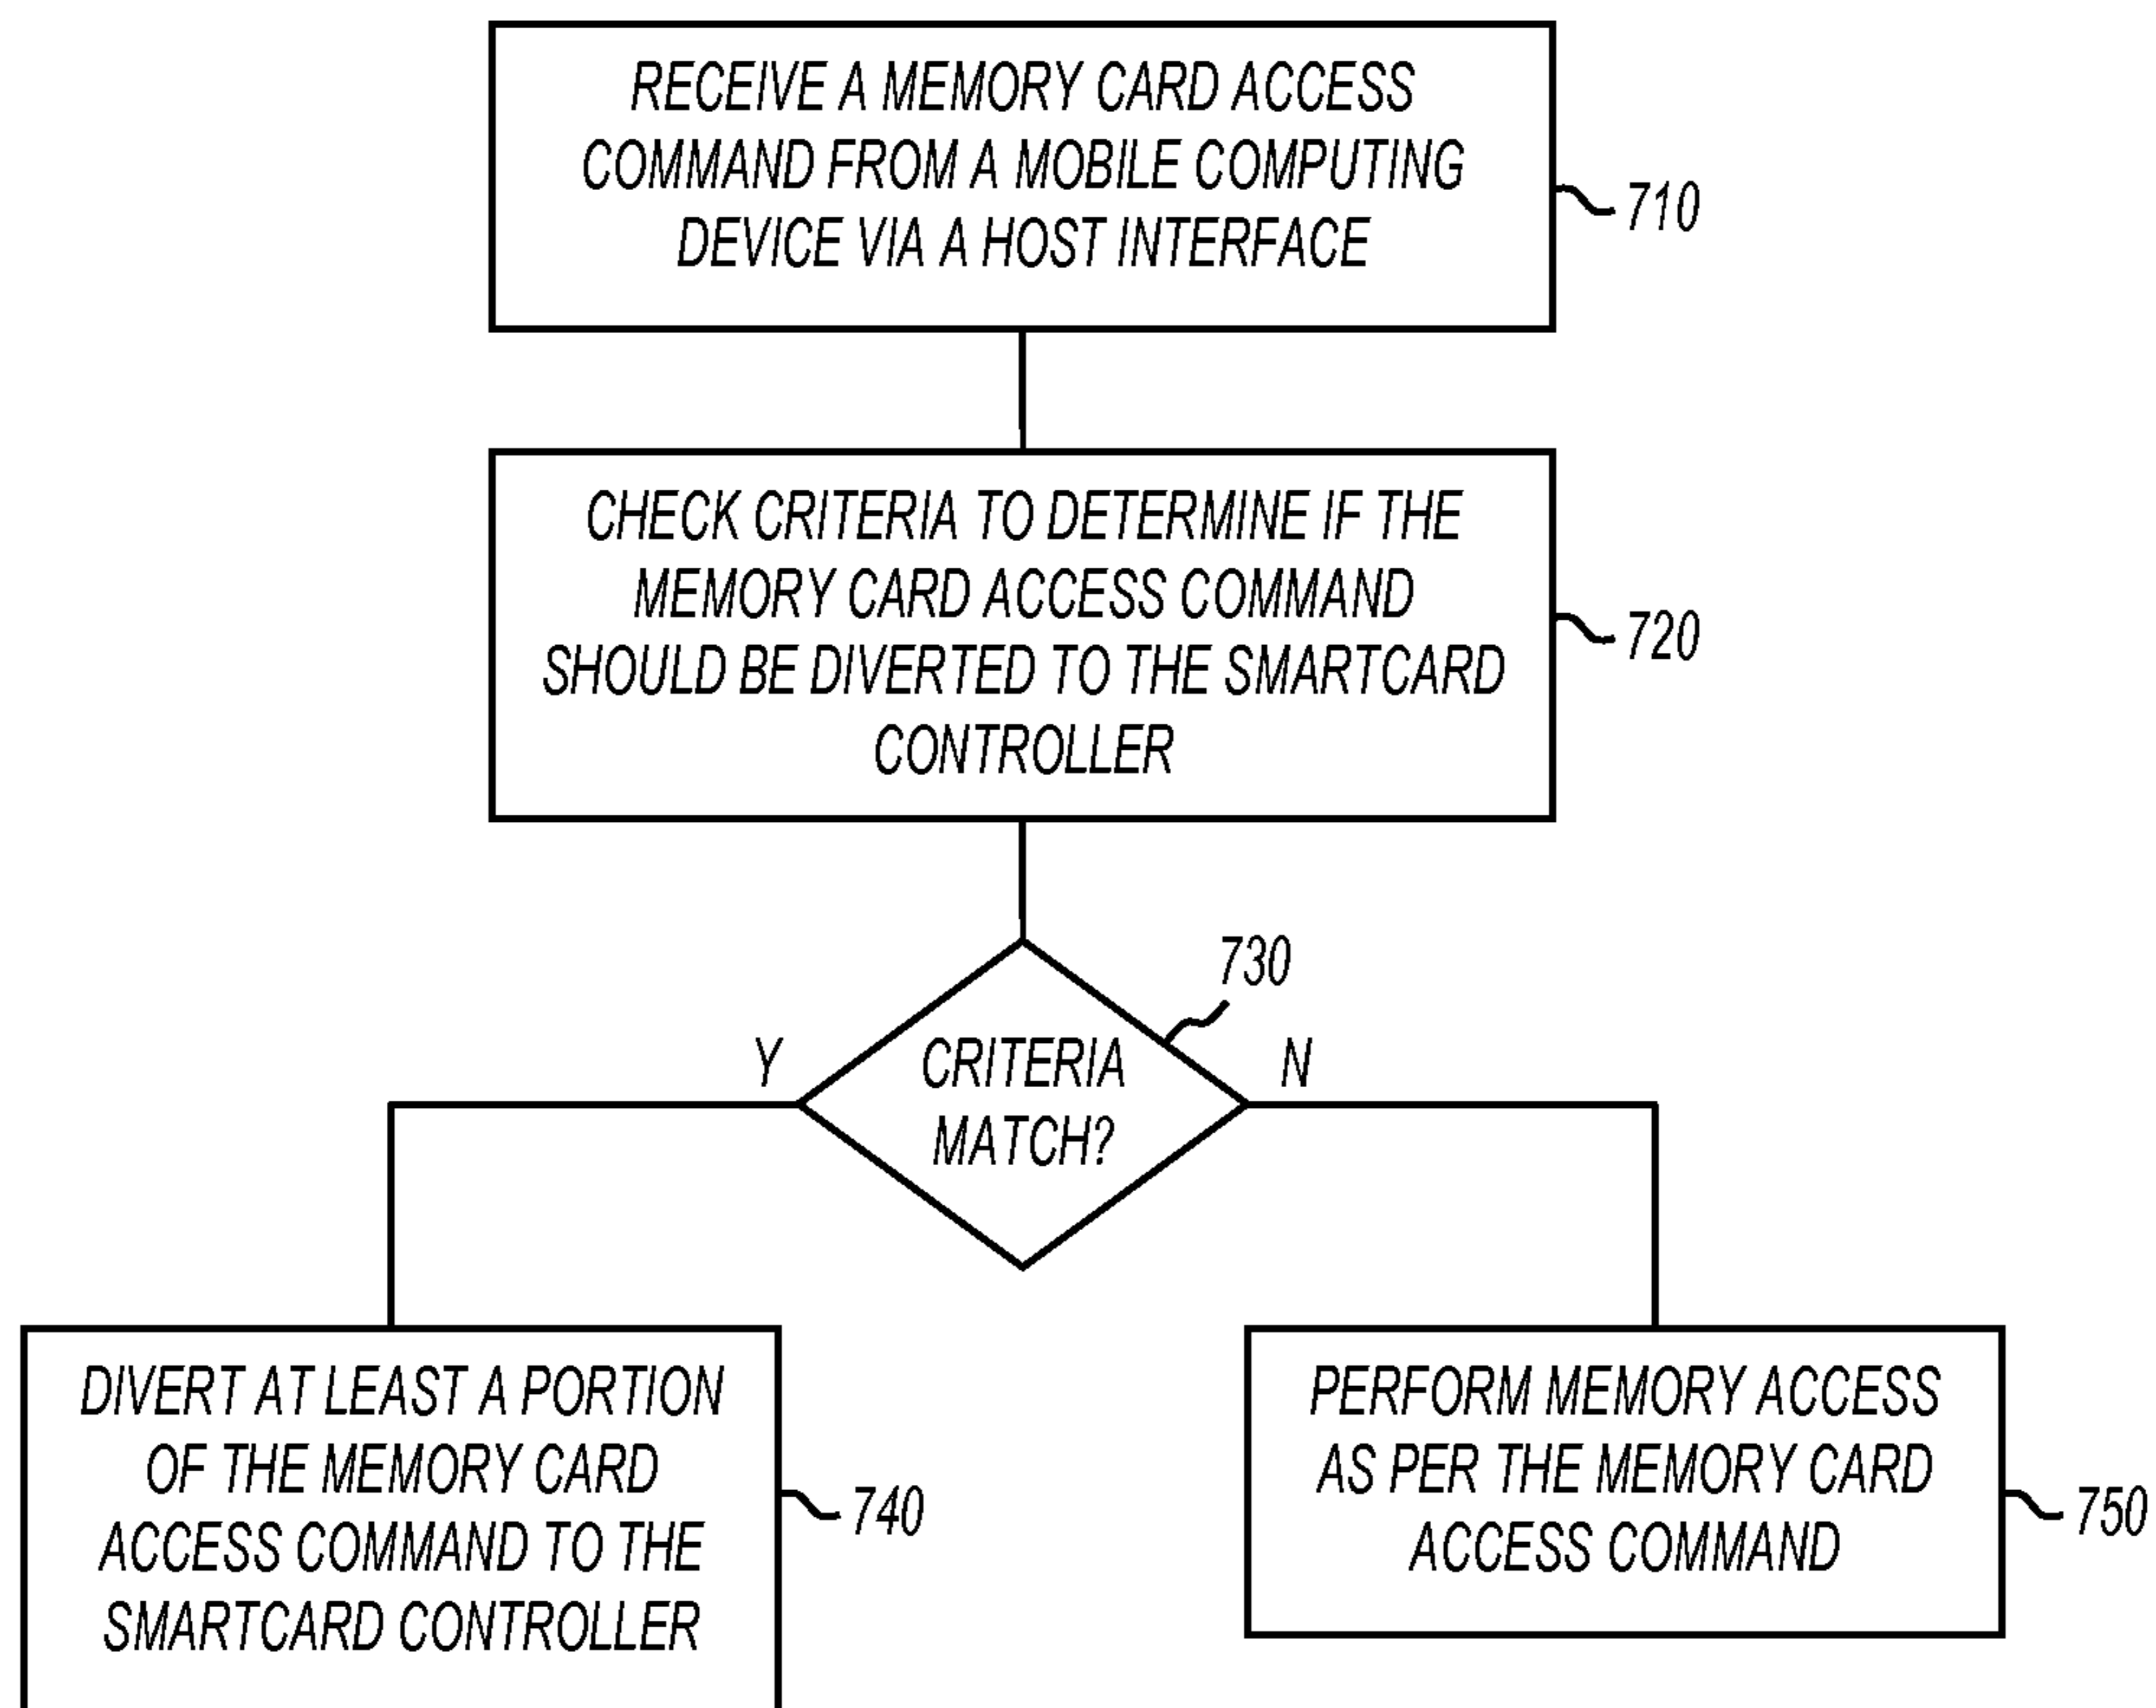 RECEIVE A MEMORY CARD ACCESS
COMMAND FROM A MOBILE COMPUTING
DEVICE VIA A HOST INTERFACE
710
CHECK CRITERIA TO DETERMINE IF THE
MEMORY CARD ACCESS COMMAND
SHOULD BE DIVERTED TO THE SMARTCARD
CONTROLLER
720
730
Y
CRITERIA
MATCH?
N
DIVERT AT LEAST A PORTION
OF THE MEMORY CARD
ACCESS COMMAND TO THE
SMARTCARD CONTROLLER
740
PERFORM MEMORY ACCESS
AS PER THE MEMORY CARD
ACCESS COMMAND
750